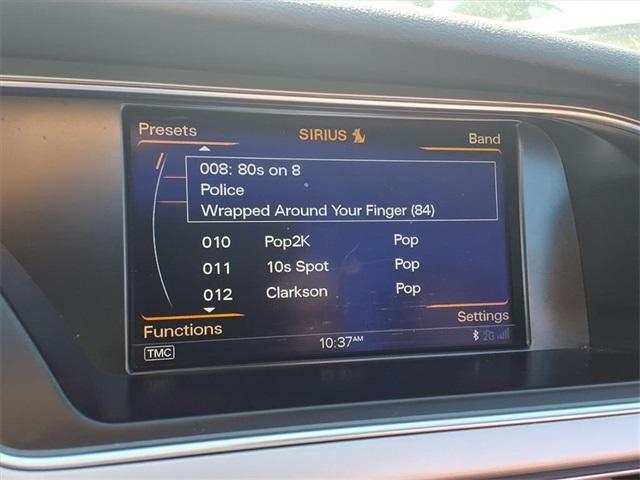 Presets
SIRIUS
Band
008: 80s on 8
Police
Wrapped Around Your Finger (84)
010 Pop2K Pop
011 10s Spot Pop
012 Clarkson Pop
Functions
Settings
TMC
10:37AM
2G